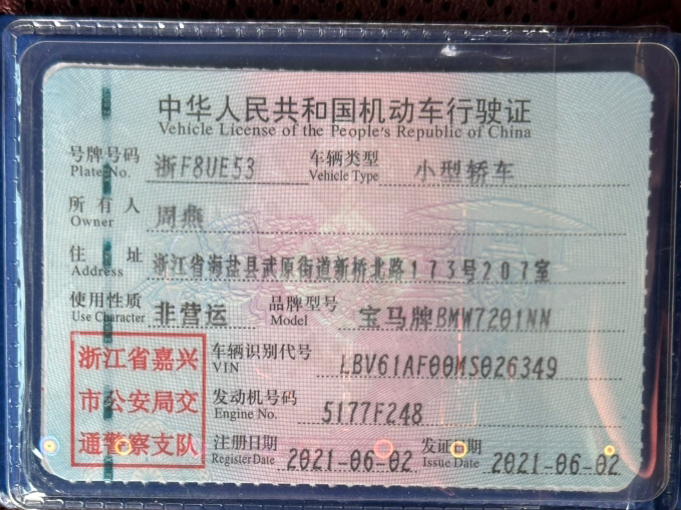 中华人民共和国机动车行驶证
Vehicle License of the People's Republic of China
号牌号码 Plate No. 浙F8UE53 车辆类型 Vehicle Type 小型轿车
所有人 Owner 周燕
住址 Address 浙江省海盐县武原街道新桥北路173号207室
使用性质 Use Character 非营运 品牌型号 Model 宝马牌BMW7201NN
浙江省嘉兴
市公安局交
通警察支队
车辆识别代号 VIN LBV61AF00MS026349
发动机号码 Engine No. 5177F248
注册日期 Register Date 2021-06-02 发证日期 Issue Date 2021-06-02